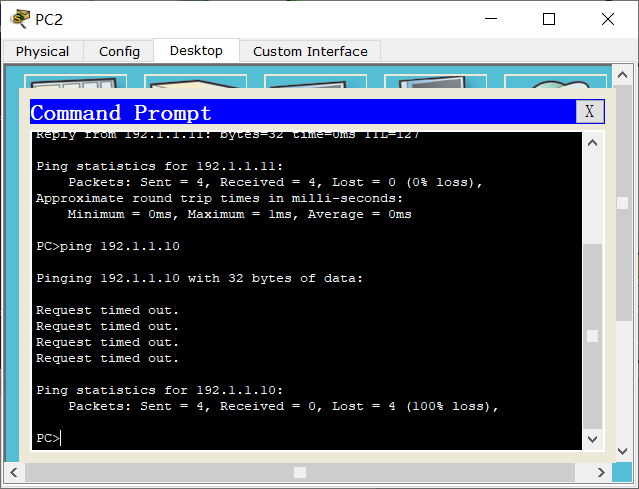 PC2
Physical Config Desktop Custom Interface
Command Prompt X
Reply from 192.1.1.11: bytes=32 time=0ms TTL=127
Ping statistics for 192.1.1.11:
Packets: Sent = 4, Received = 4, Lost = 0 (0% loss),
Approximate round trip times in milli-seconds:
Minimum = 0ms, Maximum = 1ms, Average = 0ms
PC>ping 192.1.1.10
Pinging 192.1.1.10 with 32 bytes of data:
Request timed out.
Request timed out.
Request timed out.
Request timed out.
Ping statistics for 192.1.1.10:
Packets: Sent = 4, Received = 0, Lost = 4 (100% loss),
PC>